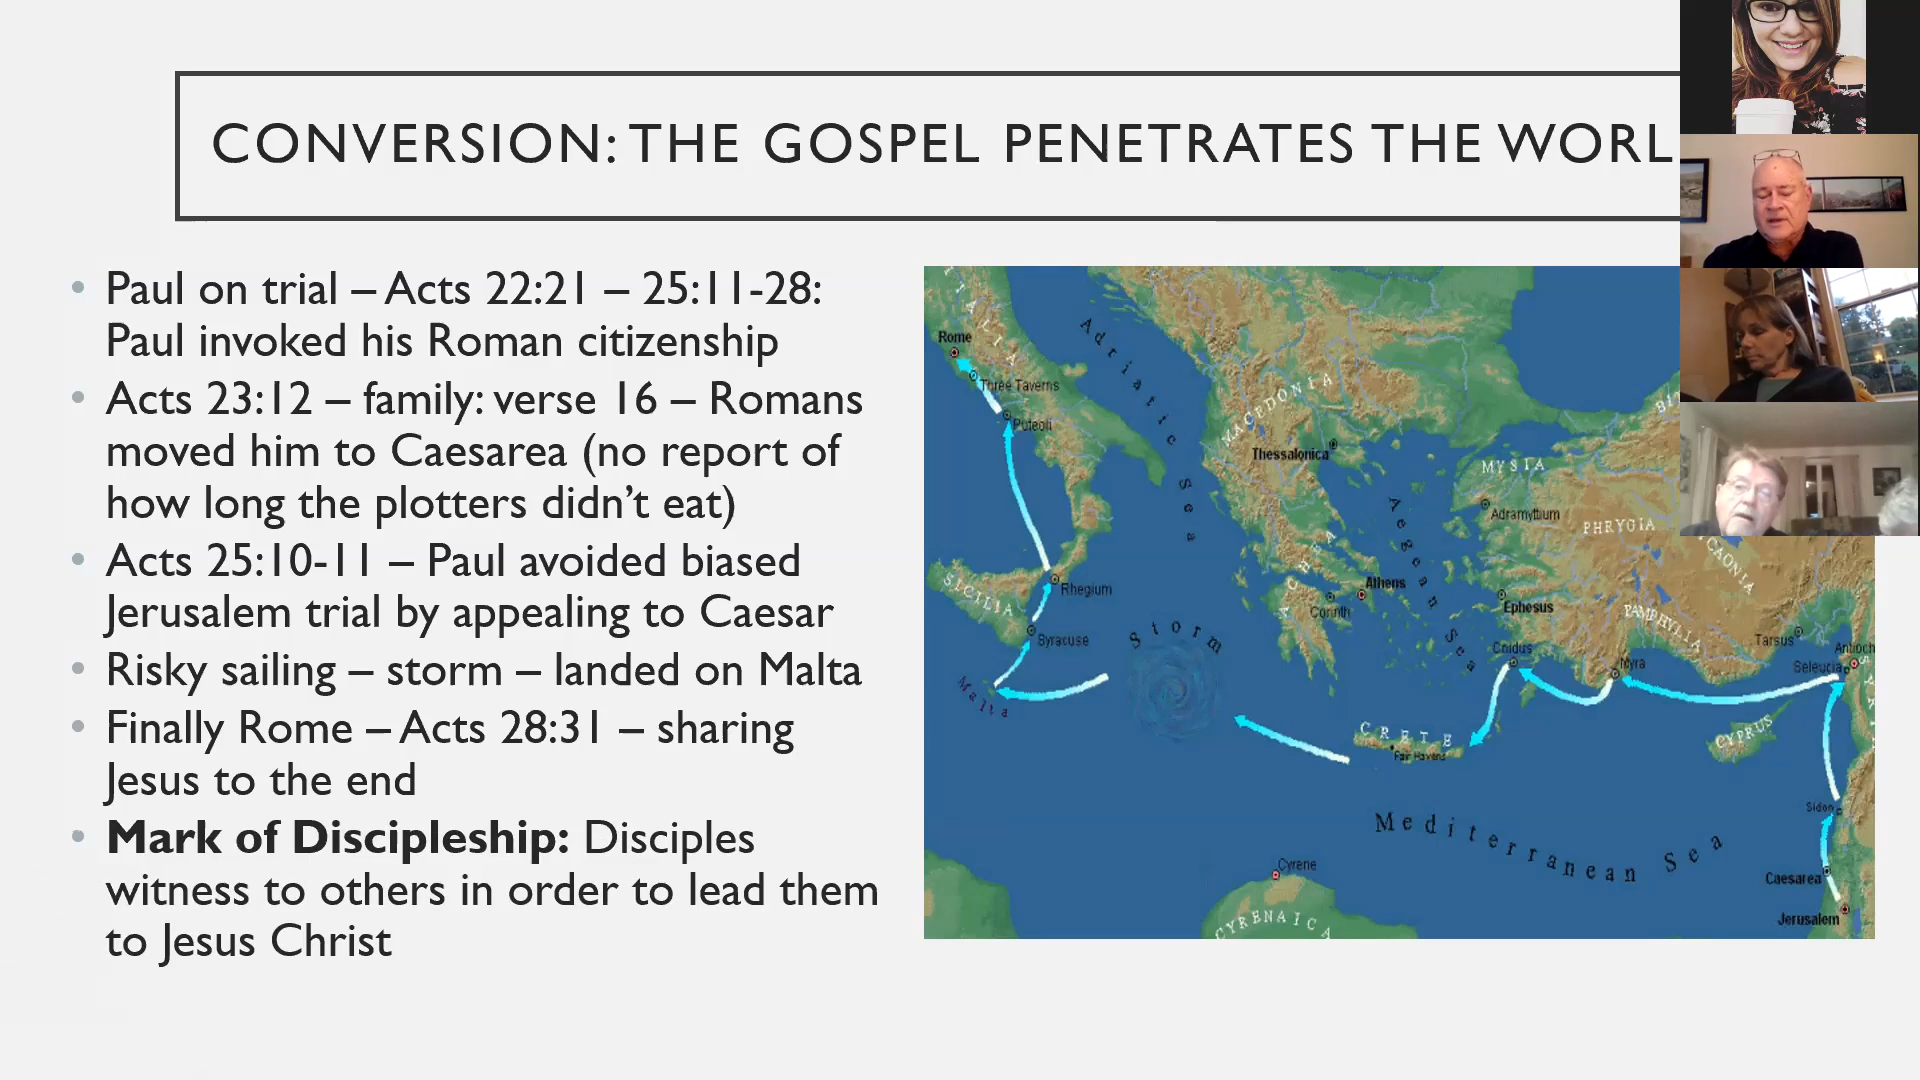 CONVERSION: THE GOSPEL PENETRATES THE WORL
• Paul on trial – Acts 22:21 – 25:11-28:
Paul invoked his Roman citizenship
• Acts 23:12 – family: verse 16 – Romans
moved him to Caesarea (no report of
how long the plotters didn’t eat)
• Acts 25:10-11 – Paul avoided biased
Jerusalem trial by appealing to Caesar
• Risky sailing – storm – landed on Malta
• Finally Rome – Acts 28:31 – sharing
Jesus to the end
• Mark of Discipleship: Disciples
witness to others in order to lead them
to Jesus Christ
ITALIA
Adriatic Sea
Rome
Three Taverns
Puteoli
MACEDONIA
Thessalonica
BIT
MYSIA
Adramyttium
PHRYGIA
CAONIA
Aegean Sea
ACHEA
Athens
Corinth
Ephesus
PAMPHYLIA
Tarsus
Antioch
Seleucia
SICILIA
Rhegium
Syracuse
Storm
Cnidus
Myra
Malta
CRETE
Fair Havens
CYPRUS
Mediterranean Sea
Sidon
Cyrene
CYRENAICA
Caesarea
Jerusalem